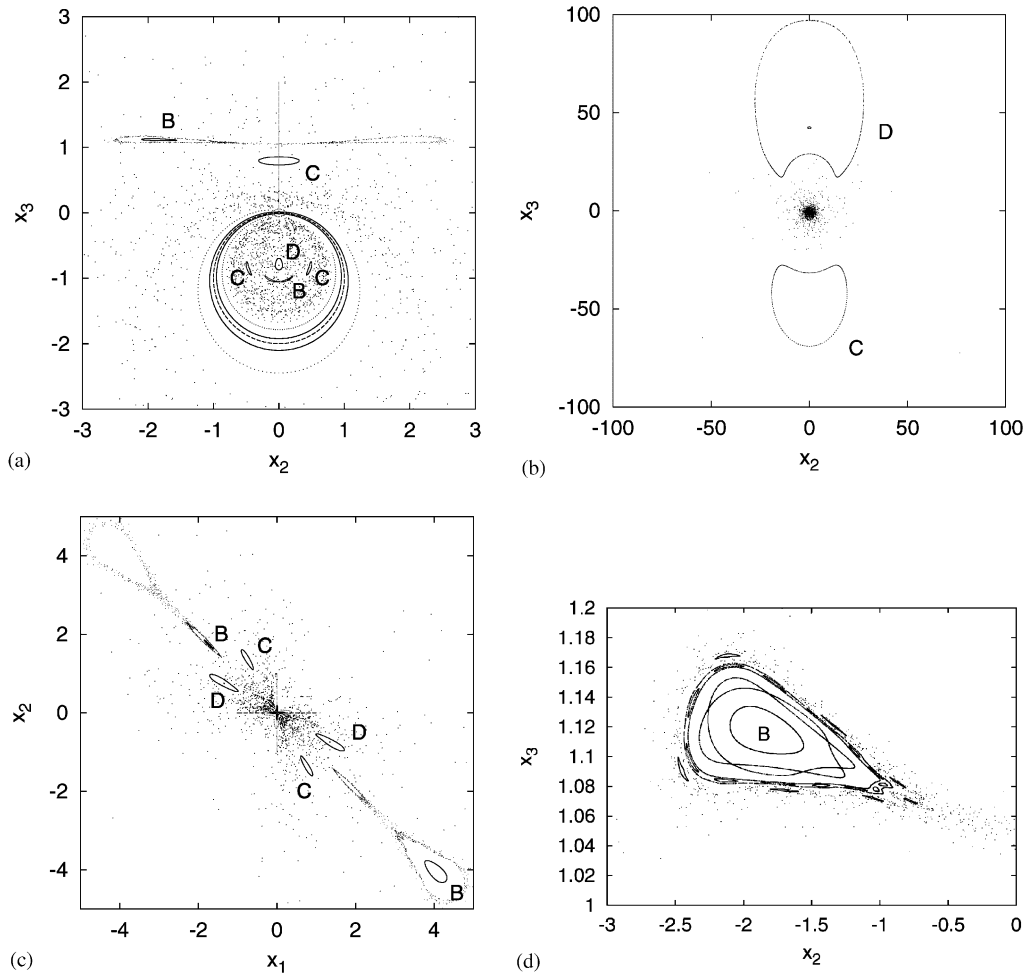 3
2
1
0
-1
-2
-3
x3
B
C
D
C
C
B
-3 -2 -1 0 1 2 3
(a)
x2
100
50
0
-50
-100
x3
D
C
-100 -50 0 50 100
(b)
x2
4
2
0
-2
-4
x2
B
C
D
D
C
B
-4 -2 0 2 4
(c)
x1
1.2
1.18
1.16
1.14
1.12
1.1
1.08
1.06
1.04
1.02
1
x3
B
-3 -2.5 -2 -1.5 -1 -0.5 0
(d)
x2